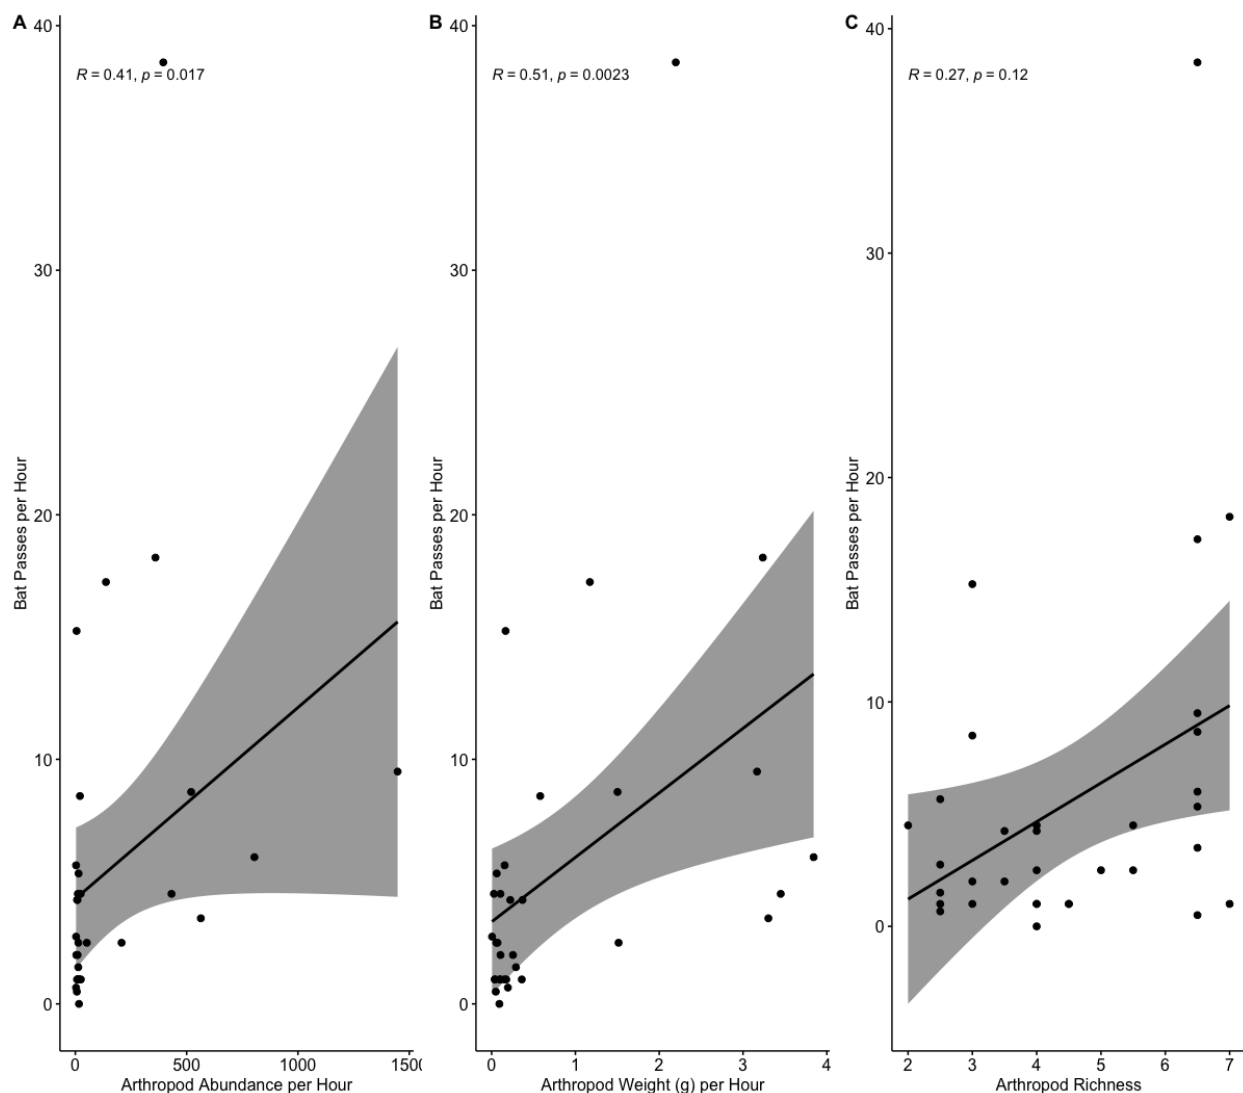 A
R = 0.41, p = 0.017
40
30
20
10
0
Bat Passes per Hour
0 500 1000 1500
Arthropod Abundance per Hour
B
R = 0.51, p = 0.0023
40
30
20
10
0
Bat Passes per Hour
0 1 2 3 4
Arthropod Weight (g) per Hour
C
R = 0.27, p = 0.12
40
30
20
10
0
Bat Passes per Hour
2 3 4 5 6 7
Arthropod Richness